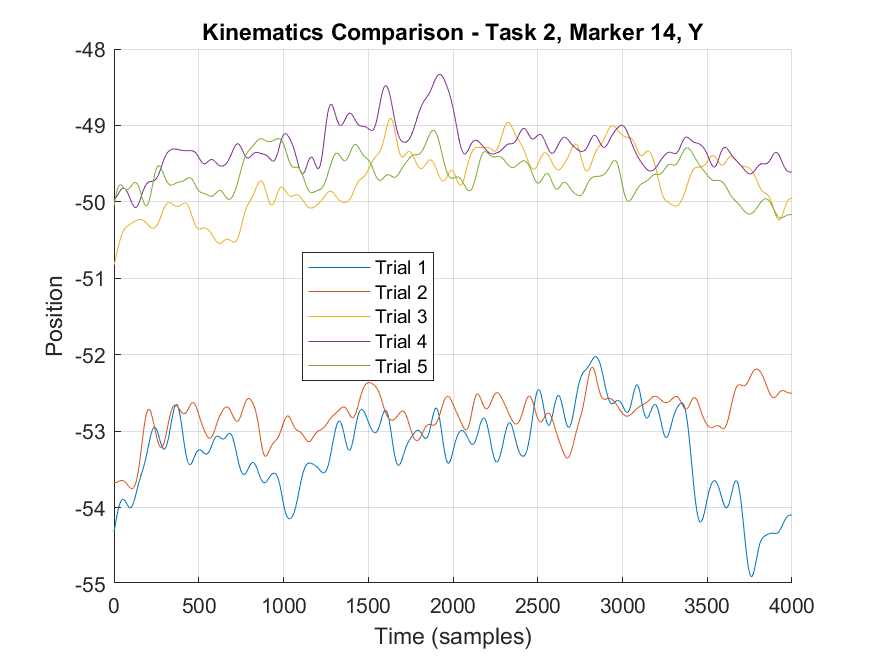 Kinematics Comparison - Task 2, Marker 14, Y
-48
-49
-50
-51
-52
-53
-54
-55
Position
Trial 1
Trial 2
Trial 3
Trial 4
Trial 5
0 500 1000 1500 2000 2500 3000 3500 4000
Time (samples)